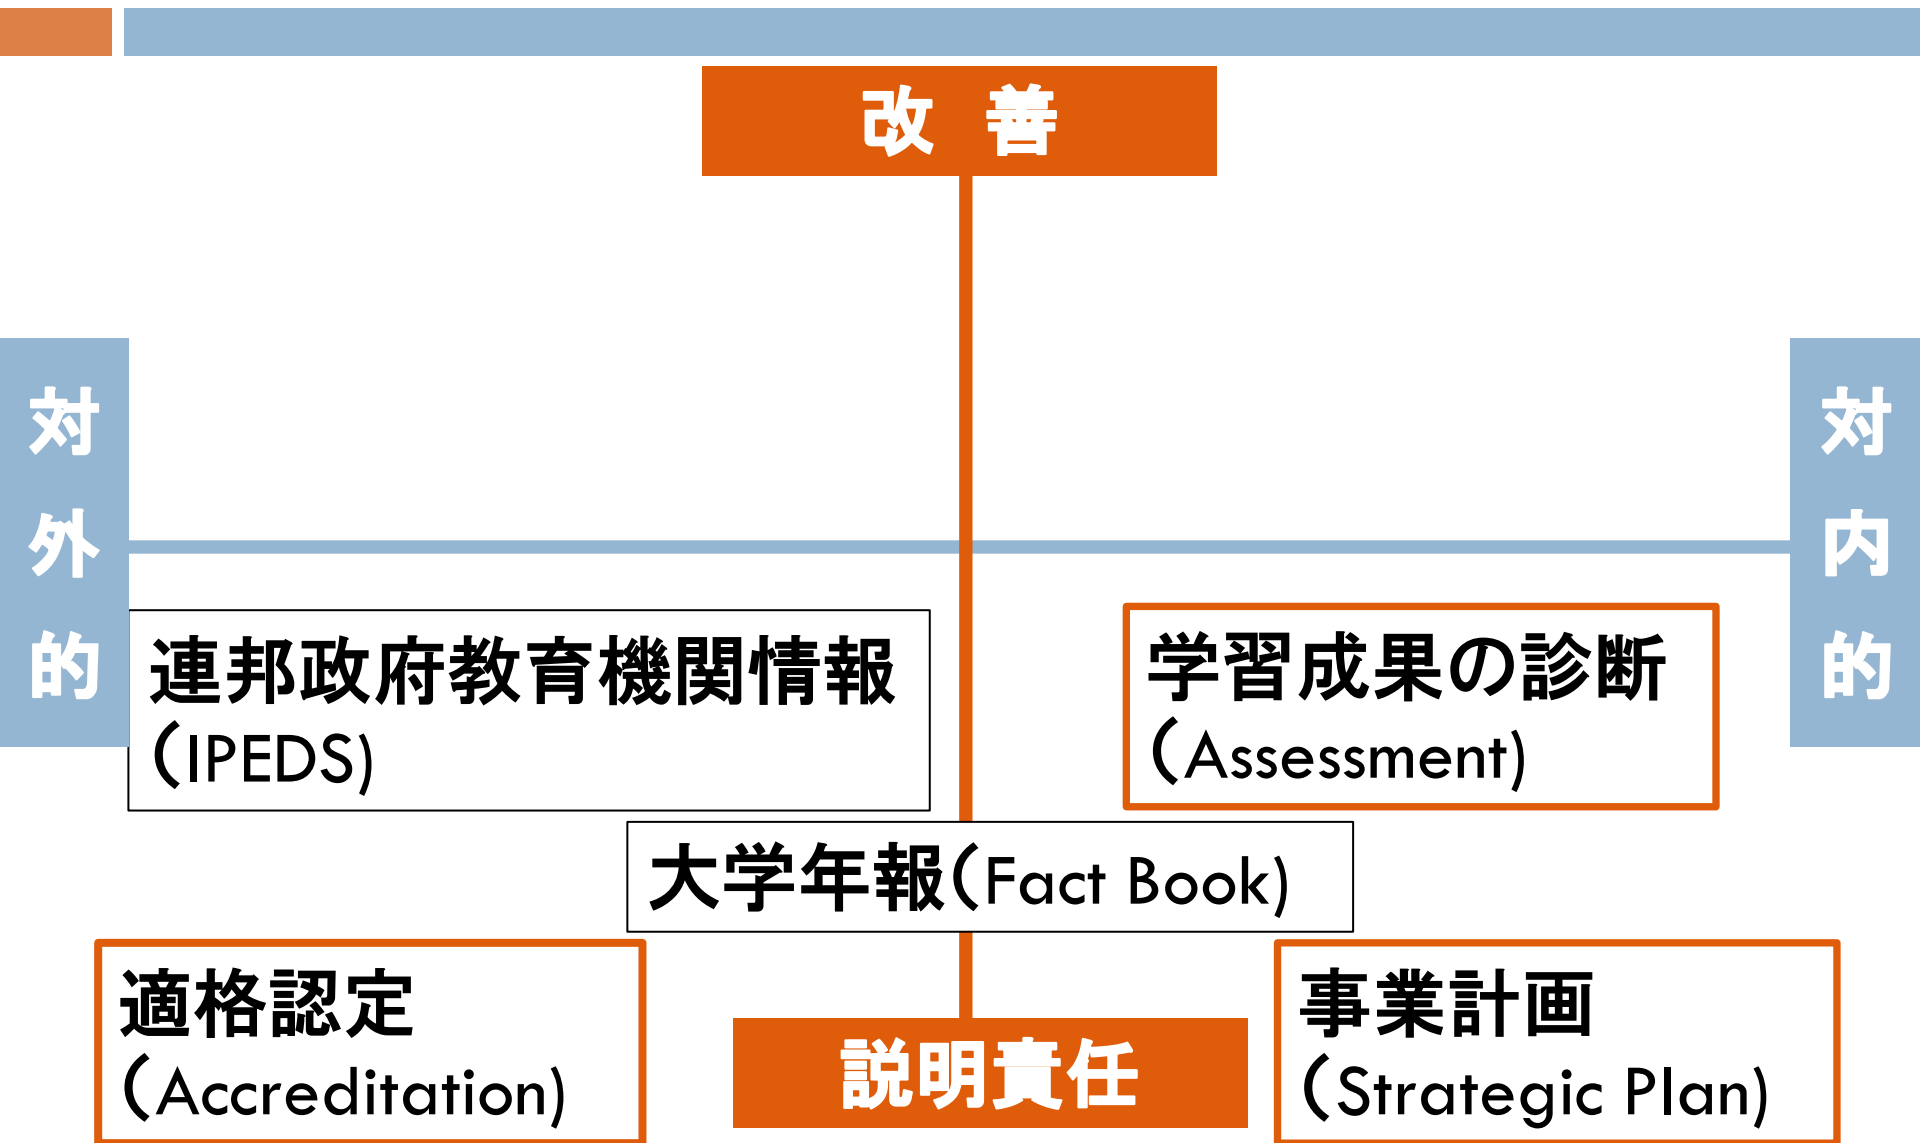 改　善
対外的
対内的
連邦政府教育機関情報
（IPEDS)
学習成果の診断
（Assessment)
大学年報（Fact Book)
適格認定
（Accreditation)
説明責任
事業計画
（Strategic Plan)